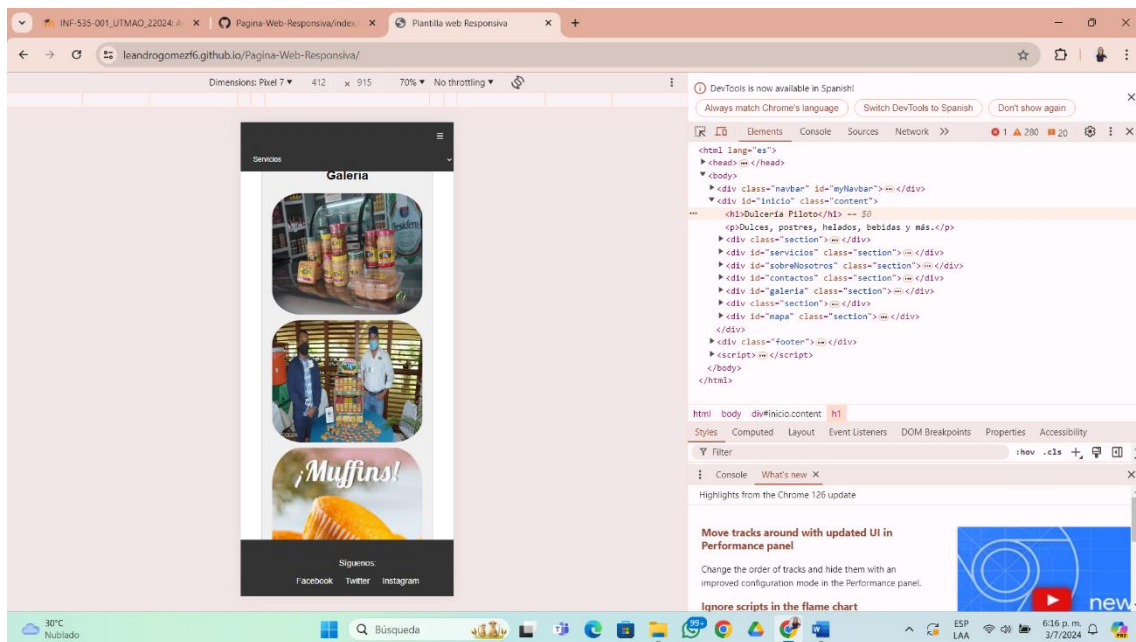 INF-535-001_UTMAO_22024: A
Pagina-Web-Responsiva/index.
Plantilla web Responsiva
leandrogomezf6.github.io/Pagina-Web-Responsiva/
Dimensions: Pixel 7 ▼ 412 x 915 70% ▼ No throttling ▼
DevTools is now available in Spanish!
Always match Chrome's language Switch DevTools to Spanish Don't show again
Elements Console Sources Network >> 1 280 20
<html lang="es">
▶<head> ⋯ </head>
▼<body>
▶<div class="navbar" id="myNavbar"> ⋯ </div>
▼<div id="inicio" class="content">
⋯ <h1>Dulcería Piloto</h1> == $0
<p>Dulces, postres, helados, bebidas y más.</p>
▶<div class="section"> ⋯ </div>
▶<div id="servicios" class="section"> ⋯ </div>
▶<div id="sobreNosotros" class="section"> ⋯ </div>
▶<div id="contactos" class="section"> ⋯ </div>
▶<div id="galeria" class="section"> ⋯ </div>
▶<div class="section"> ⋯ </div>
▶<div id="mapa" class="section"> ⋯ </div>
</div>
▶<div class="footer"> ⋯ </div>
▶<script> ⋯ </script>
</body>
</html>
html body div#inicio.content h1
Styles Computed Layout Event Listeners DOM Breakpoints Properties Accessibility
Filter :hov .cls +
Console What's new ×
Highlights from the Chrome 126 update
Move tracks around with updated UI in
Performance panel
Change the order of tracks and hide them with an
improved configuration mode in the Performance panel.
Ignore scripts in the flame chart
new
Servicios
Galeria
¡Muffins!
Síguenos:
Facebook Twitter Instagram
30°C
Nublado
Búsqueda
99+
ESP
LAA
6:16 p. m.
3/7/2024